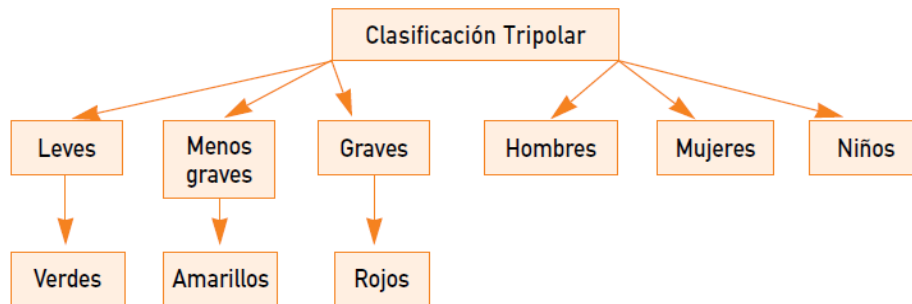 Clasificación Tripolar
Leves
Menos
graves
Graves
Hombres
Mujeres
Niños
Verdes
Amarillos
Rojos